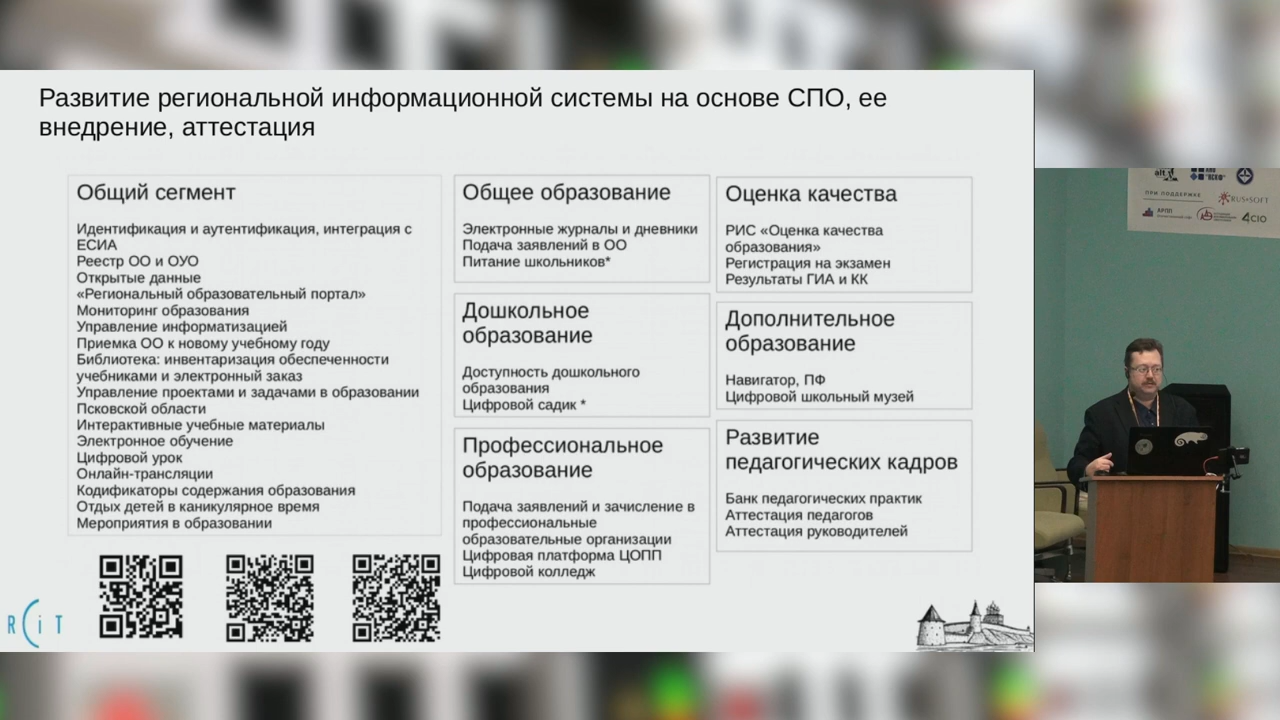 Развитие региональной информационной системы на основе СПО, ее
внедрение, аттестация
Общий сегмент
Идентификация и аутентификация, интеграция с
ЕСИА
Реестр ОО и ОУО
Открытые данные
«Региональный образовательный портал»
Мониторинг образования
Управление информатизацией
Приемка ОО к новому учебному году
Библиотека: инвентаризация обеспеченности
учебниками и электронный заказ
Управление проектами и задачами в образовании
Псковской области
Интерактивные учебные материалы
Электронное обучение
Цифровой урок
Онлайн-трансляции
Кодификаторы содержания образования
Отдых детей в каникулярное время
Мероприятия в образовании
Общее образование
Электронные журналы и дневники
Подача заявлений в ОО
Питание школьников*
Дошкольное
образование
Доступность дошкольного
образования
Цифровой садик *
Профессиональное
образование
Подача заявлений и зачисление в
профессиональные
образовательные организации
Цифровая платформа ЦОПП
Цифровой колледж
Оценка качества
РИС «Оценка качества
образования»
Регистрация на экзамен
Результаты ГИА и КК
Дополнительное
образование
Навигатор, ПФ
Цифровой школьный музей
Развитие
педагогических кадров
Банк педагогических практик
Аттестация педагогов
Аттестация руководителей
RCiT
alt
ПРИ ПОДДЕРЖКЕ
RUSSOFT
АРПП
4CIO